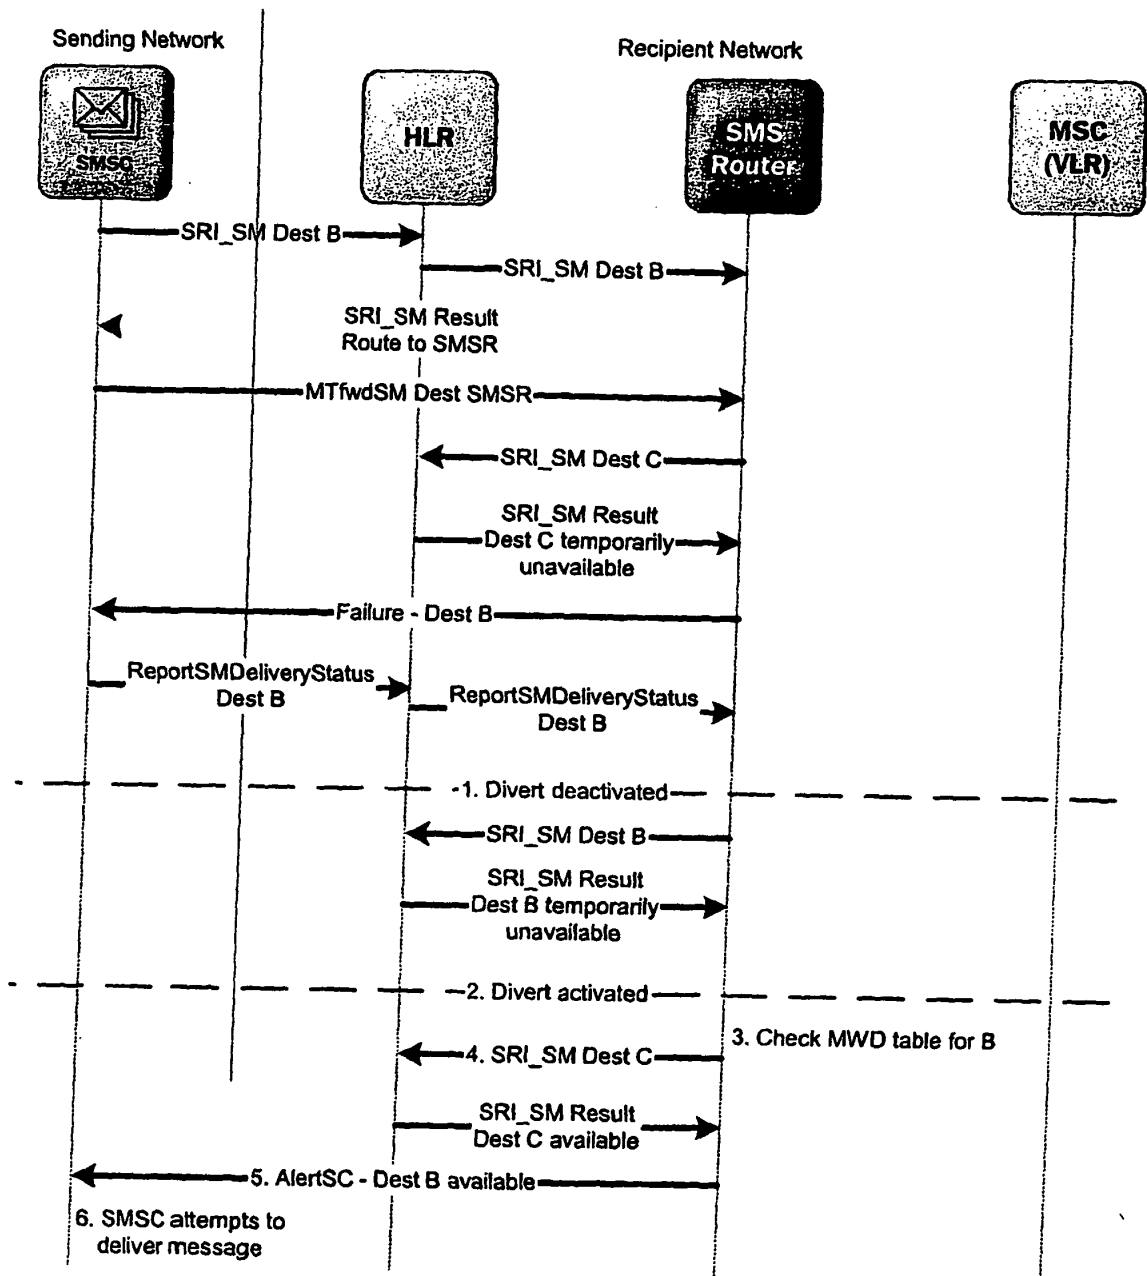 Sending Network
Recipient Network
SMSC
HLR
SMS
Router
MSC
(VLR)
SRI_SM Dest B
SRI_SM Dest B
SRI_SM Result
Route to SMSR
MTfwdSM Dest SMSR
SRI_SM Dest C
SRI_SM Result
Dest C temporarily
unavailable
Failure - Dest B
ReportSMDeliveryStatus
Dest B
ReportSMDeliveryStatus
Dest B
1. Divert deactivated
SRI_SM Dest B
SRI_SM Result
Dest B temporarily
unavailable
2. Divert activated
3. Check MWD table for B
4. SRI_SM Dest C
SRI_SM Result
Dest C available
5. AlertSC - Dest B available
6. SMSC attempts to
deliver message